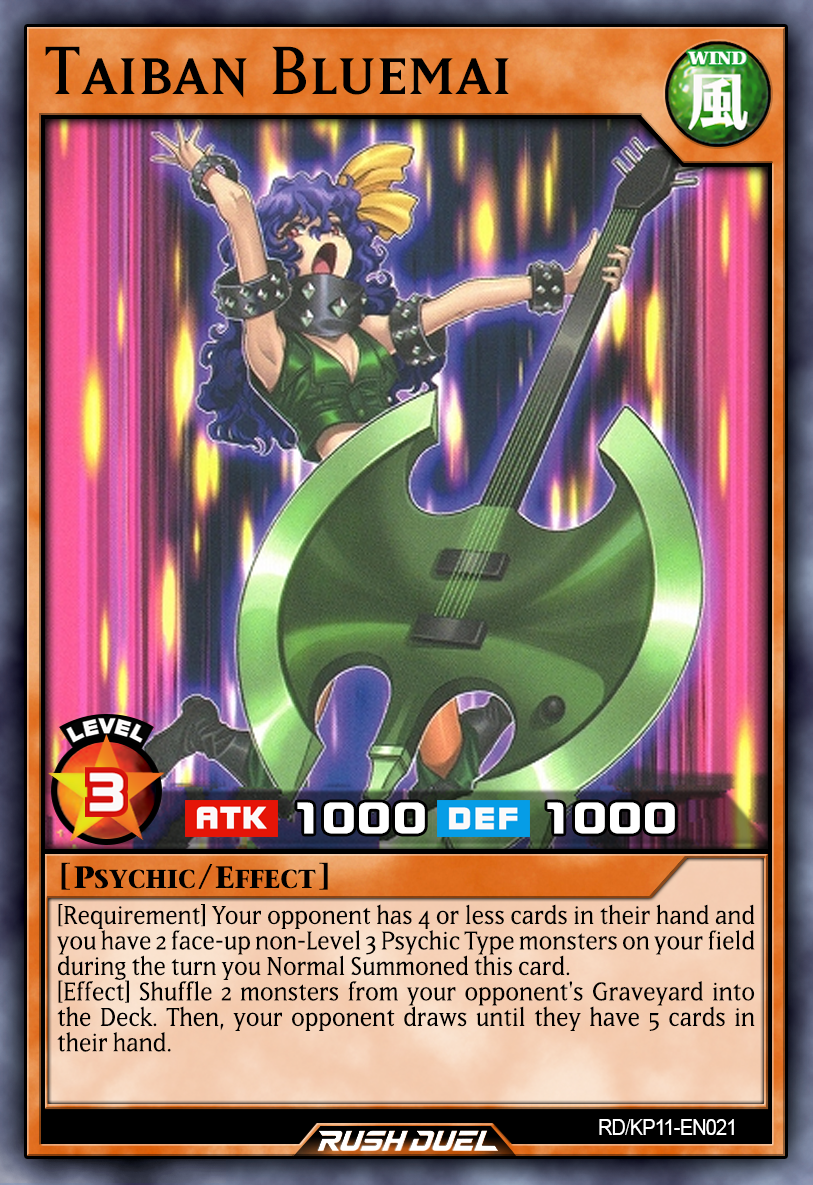 Taiban Bluemai
WIND
風
LEVEL
3
ATK 1000 DEF 1000
[Psychic/Effect]
[Requirement] Your opponent has 4 or less cards in their hand and
you have 2 face-up non-Level 3 Psychic Type monsters on your field
during the turn you Normal Summoned this card.
[Effect] Shuffle 2 monsters from your opponent's Graveyard into
the Deck. Then, your opponent draws until they have 5 cards in
their hand.
RD/KP11-EN021
RUSH DUEL